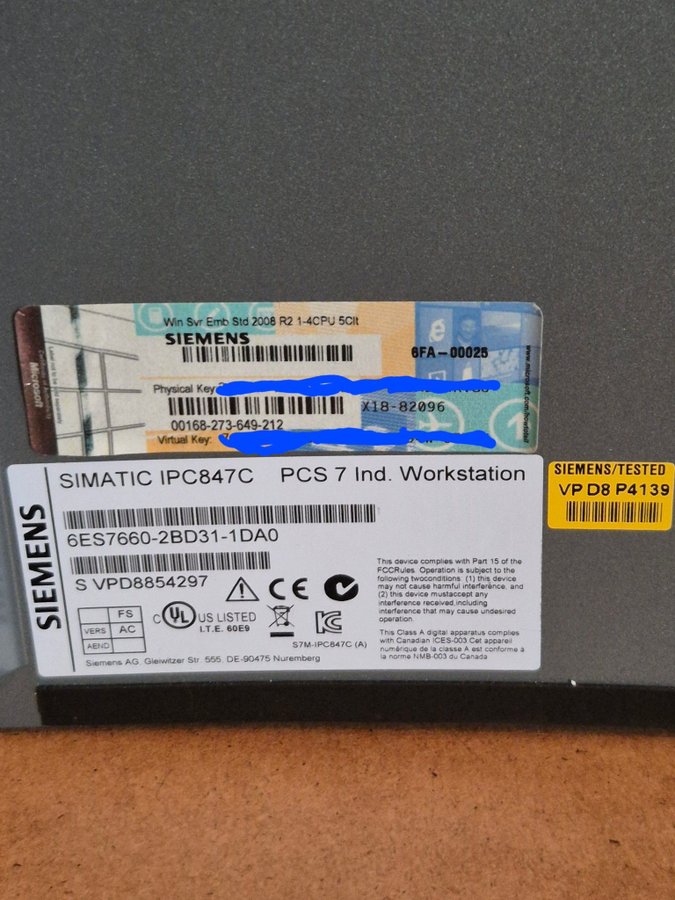 Win Svr Emb Std 2008 R2 1-4CPU 5Clt
SIEMENS
6FA-00025
Physical Key:
X18-82096
00168-273-649-212
Virtual Key:
Microsoft
SIMATIC IPC847C PCS 7 Ind. Workstation
6ES7660-2BD31-1DA0
S VPD8854297
SIEMENS
FS
VERS AC
AEND
C UL US LISTED
I.T.E. 60E9
CE
S7M-IPC847C (A)
Siemens AG, Gleiwitzer Str. 555, DE-90475 Nuremberg
This device complies with Part 15 of the
FCCRules. Operation is subject to the
following twoconditions: (1) this device
may not cause harmful interference, and
(2) this device mustaccept any
interference received,including
interference that may cause undesired
operation.
This Class A digital apparatus complies
with Canadian ICES-003.Cet appareil
numérique de la classe A est conforme à
la norme NMB-003 du Canada
SIEMENS/TESTED
VP D8 P4139